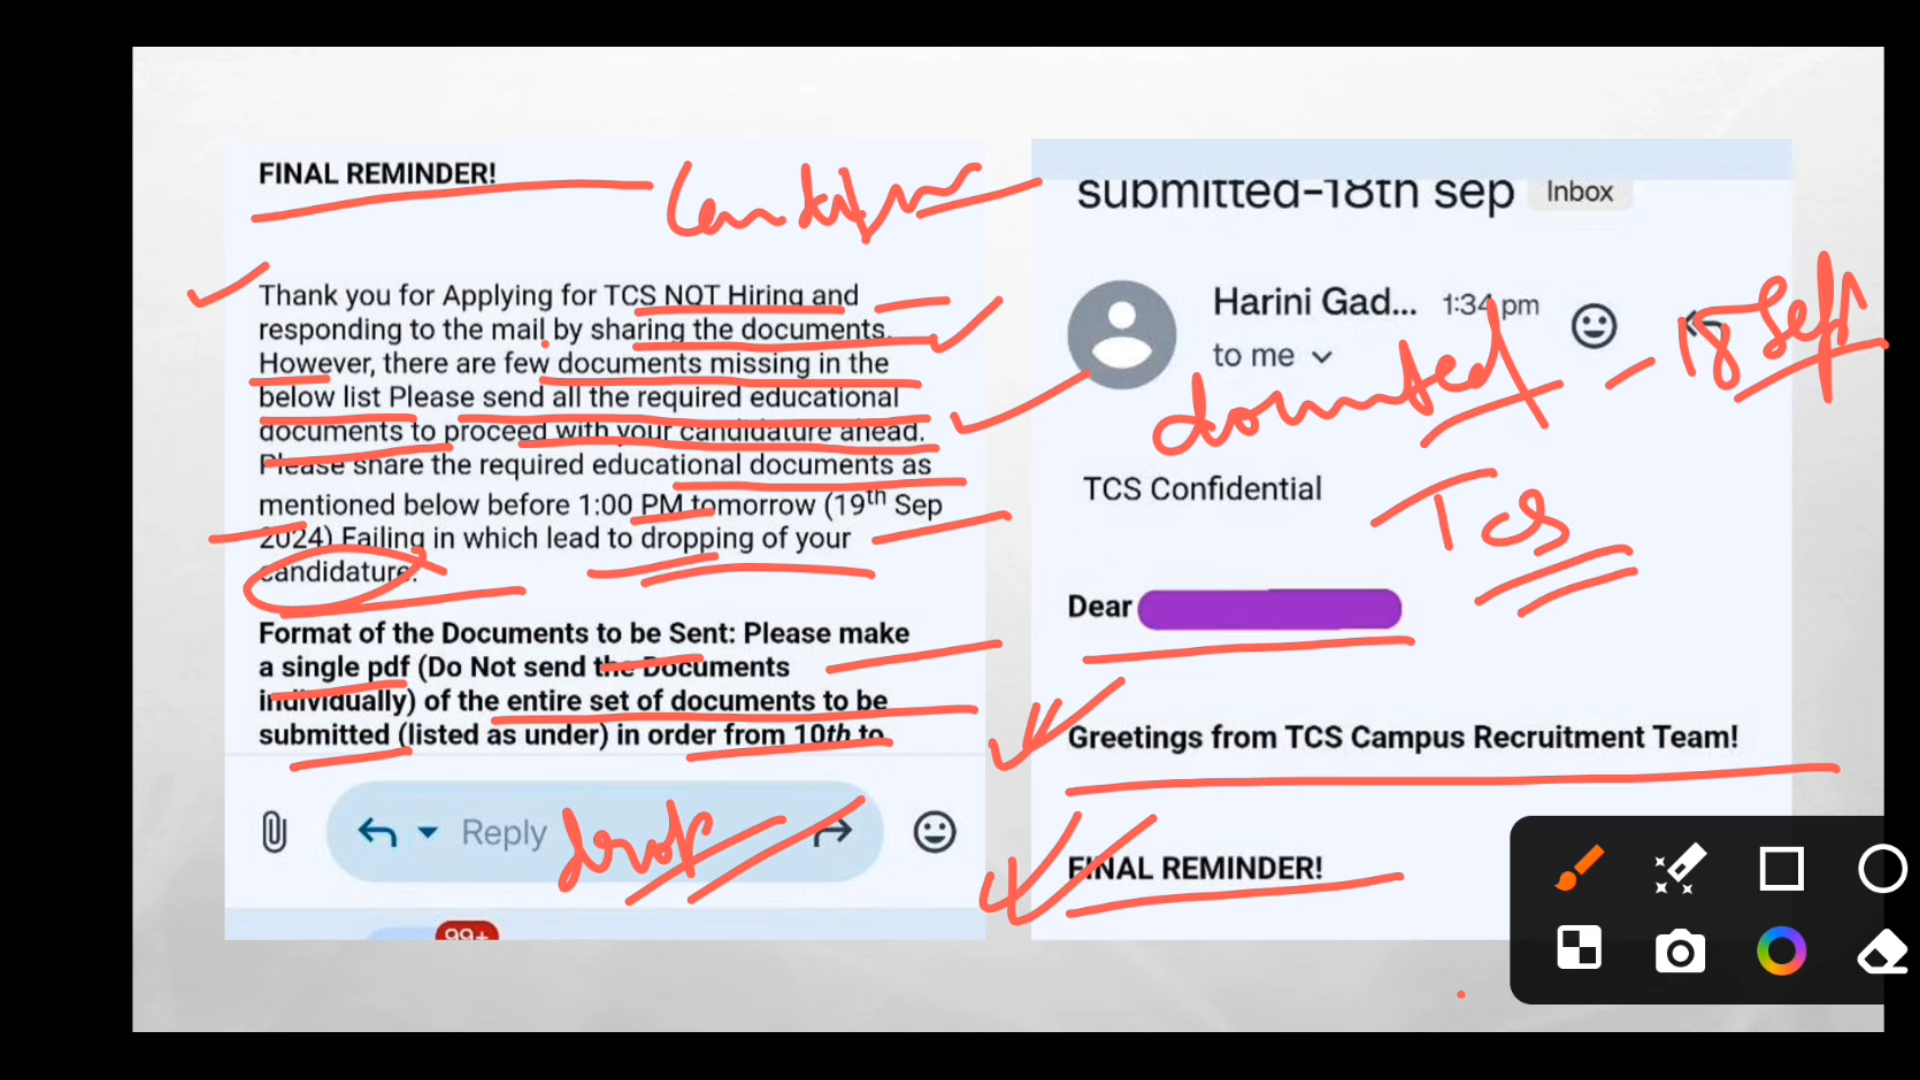 FINAL REMINDER!
Thank you for Applying for TCS NQT Hiring and
responding to the mail by sharing the documents.
However, there are few documents missing in the
below list Please send all the required educational
documents to proceed with your candidature ahead.
Please share the required educational documents as
mentioned below before 1:00 PM tomorrow (19th Sep
2024) Failing in which lead to dropping of your
candidature.
Format of the Documents to be Sent: Please make
a single pdf (Do Not send the Documents
individually) of the entire set of documents to be
submitted (listed as under) in order from 10th to
Reply
drop
99+
submitted-18th sep
Inbox
Harini Gad... 1:34 pm
to me
18 Sept
TCS Confidential
TCS
Dear
Greetings from TCS Campus Recruitment Team!
FINAL REMINDER!